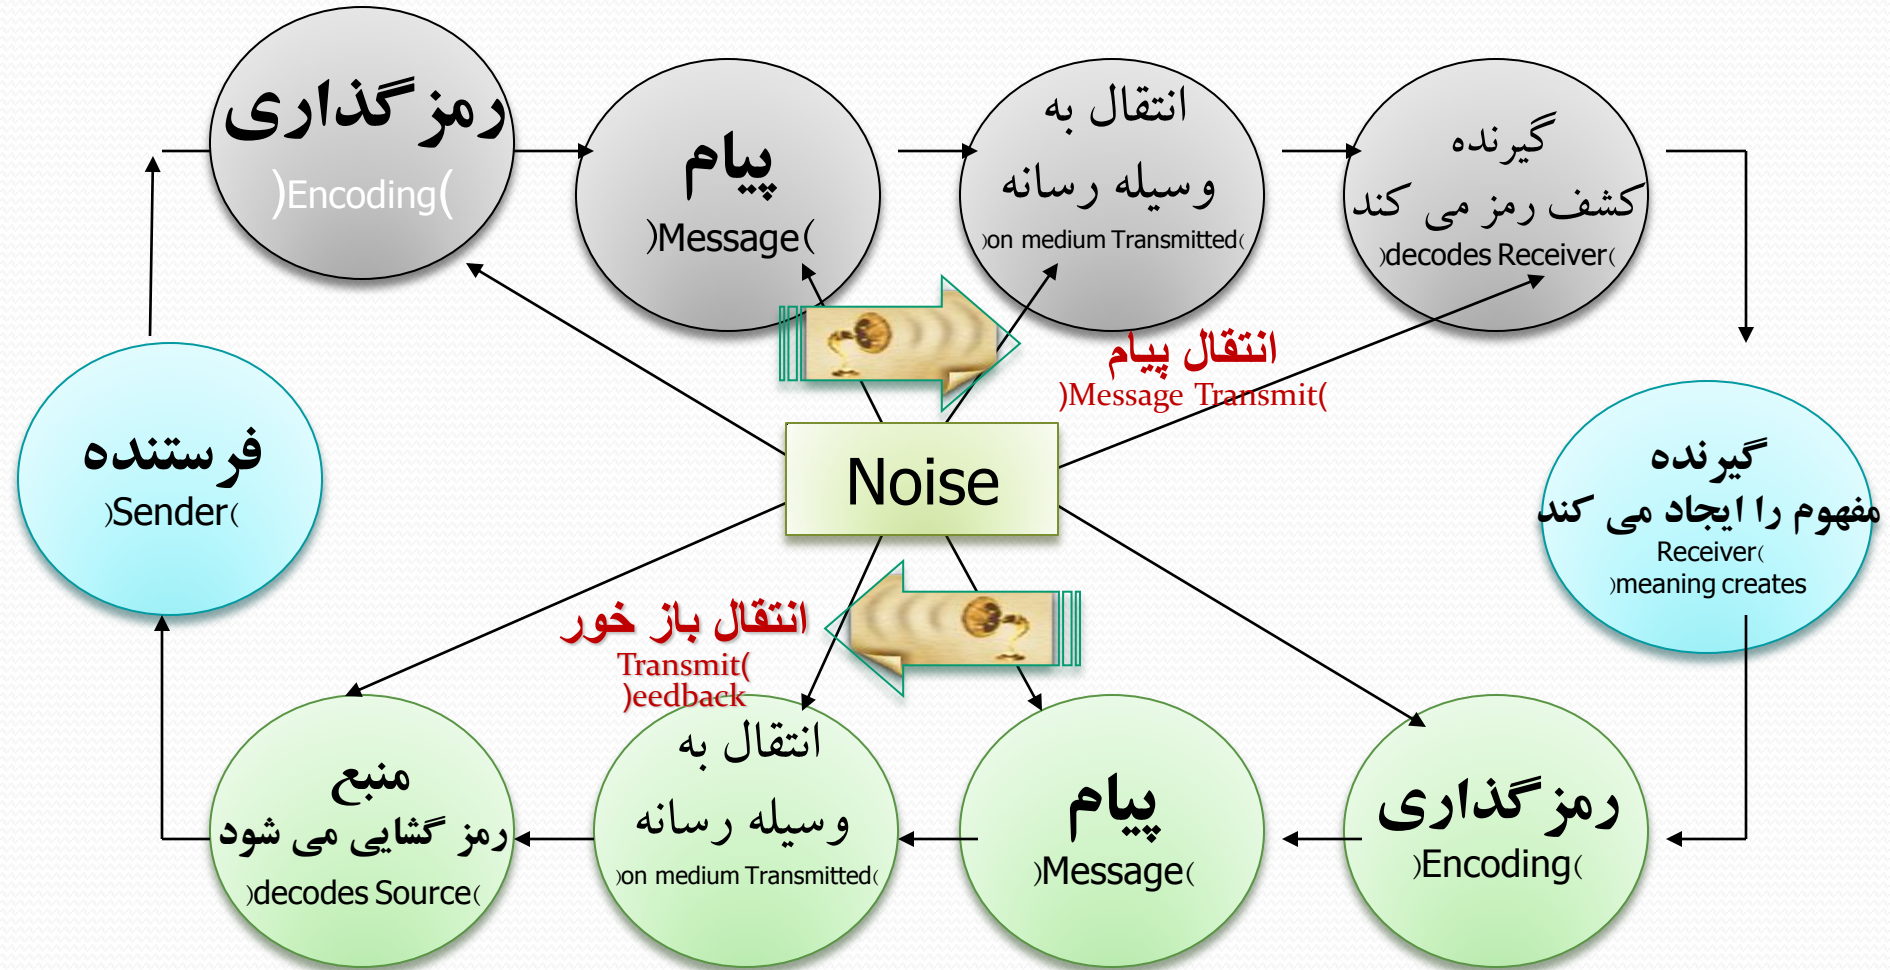 رمزگذاری
)Encoding(
پیام
)Message(
انتقال به
وسیله رسانه
)on medium Transmitted(
گیرنده
کشف رمز می کند
)decodes Receiver(
انتقال پیام
)Message Transmit(
فرستنده
)Sender(
Noise
گیرنده
مفهوم را ایجاد می کند
Receiver(
)meaning creates
انتقال باز خور
Transmit(
)eedback
منبع
رمز گشایی می شود
)decodes Source(
انتقال به
وسیله رسانه
)on medium Transmitted(
پیام
)Message(
رمزگذاری
)Encoding(